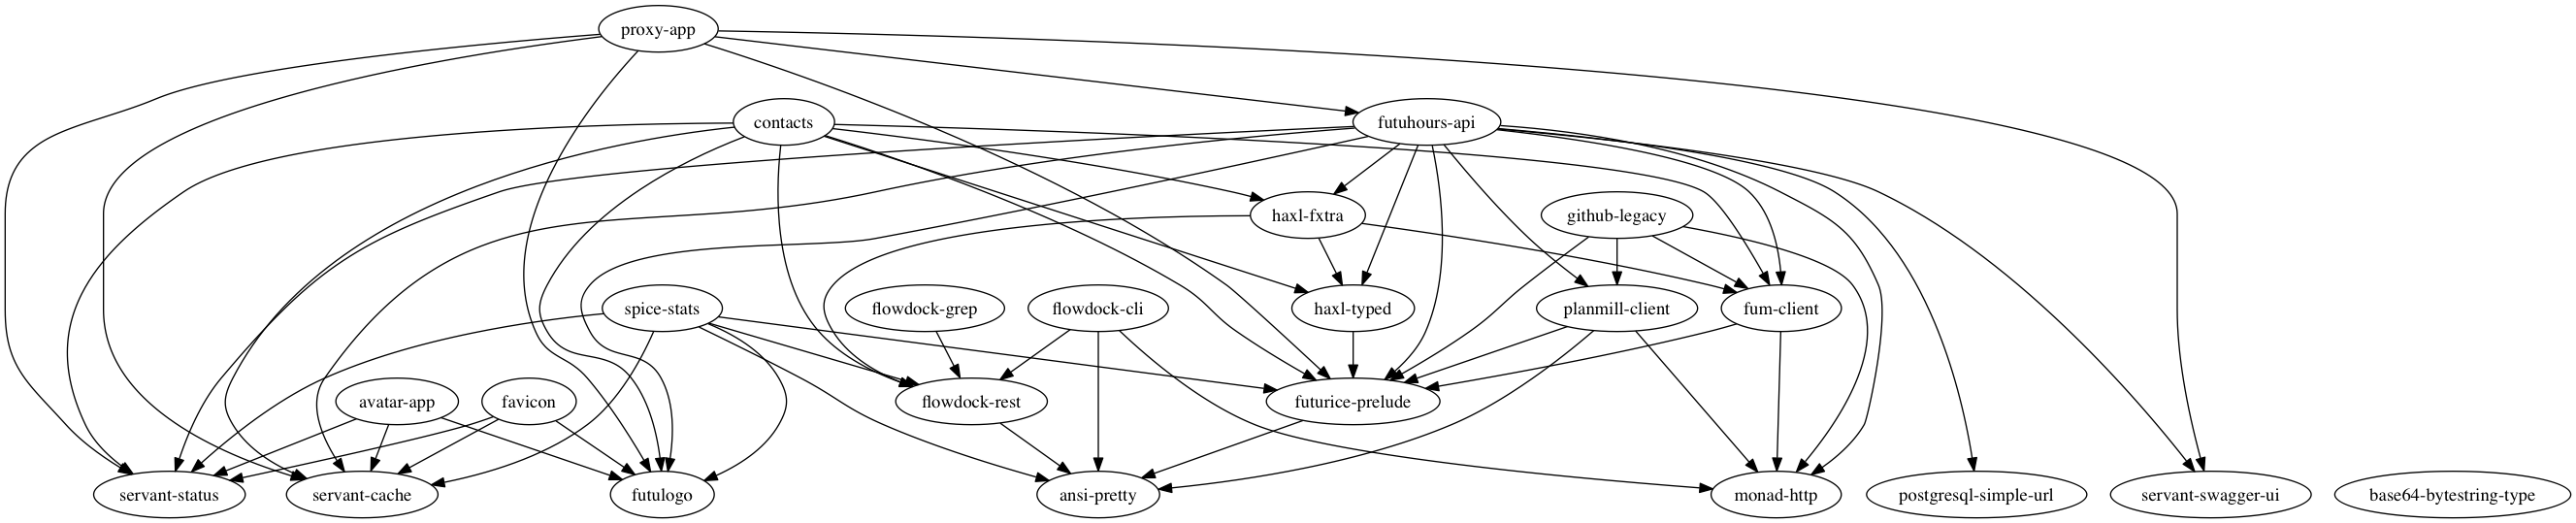 proxy-app
contacts
futuhours-api
haxl-fxtra
github-legacy
spice-stats
flowdock-grep
flowdock-cli
haxl-typed
planmill-client
fum-client
avatar-app
favicon
flowdock-rest
futurice-prelude
servant-status
servant-cache
futulogo
ansi-pretty
monad-http
postgresql-simple-url
servant-swagger-ui
base64-bytestring-type